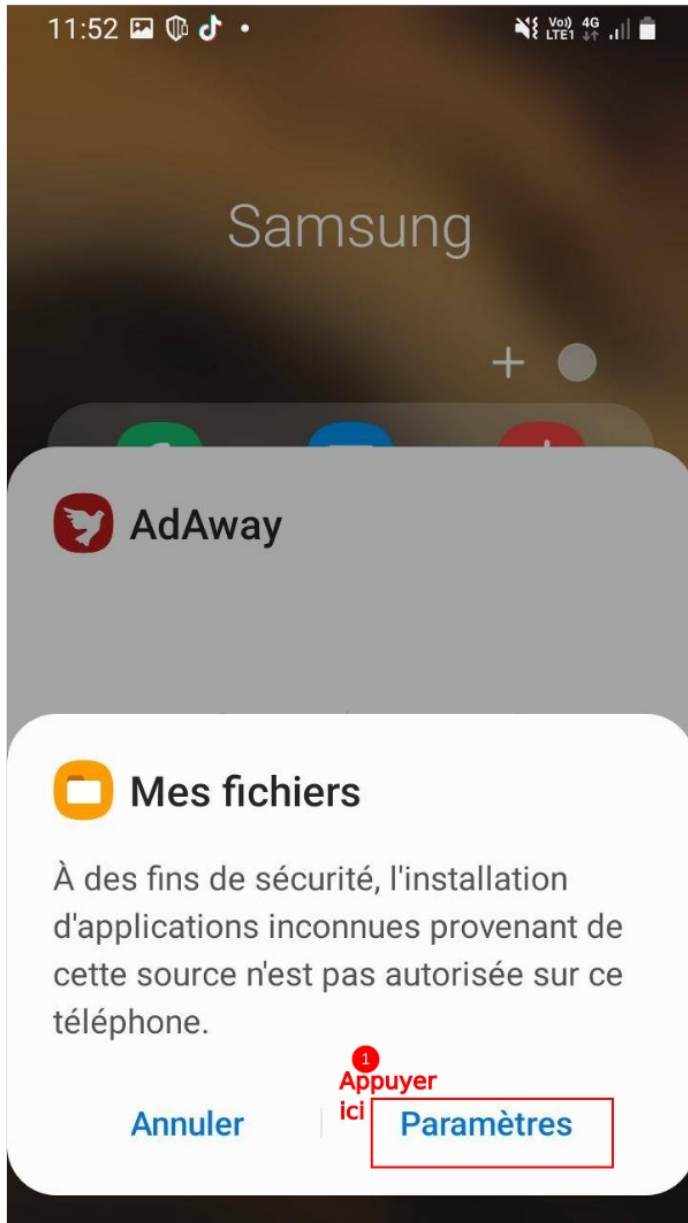 11:52
Vo)) 4G
LTE1
Samsung
AdAway
Mes fichiers
À des fins de sécurité, l'installation
d'applications inconnues provenant de
cette source n'est pas autorisée sur ce
téléphone.
1
Appuyer
ici
Annuler
Paramètres